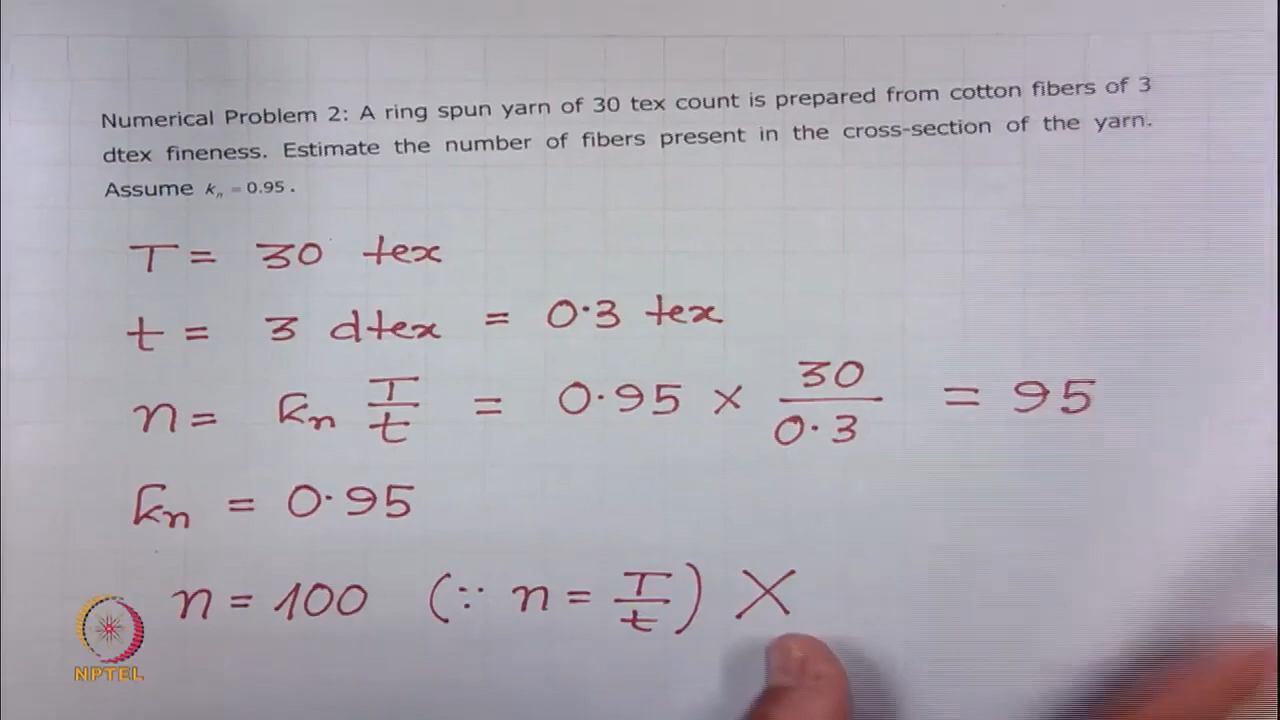 Numerical Problem 2: A ring spun yarn of 30 tex count is prepared from cotton fibers of 3
dtex fineness. Estimate the number of fibers present in the cross-section of the yarn.
Assume kₙ = 0.95.
T = 30 tex
t = 3 dtex = 0.3 tex
n = kₙ T/t = 0.95 × 30/0.3 = 95
kₙ = 0.95
n = 100 (∵ n = T/t) ×
NPTEL